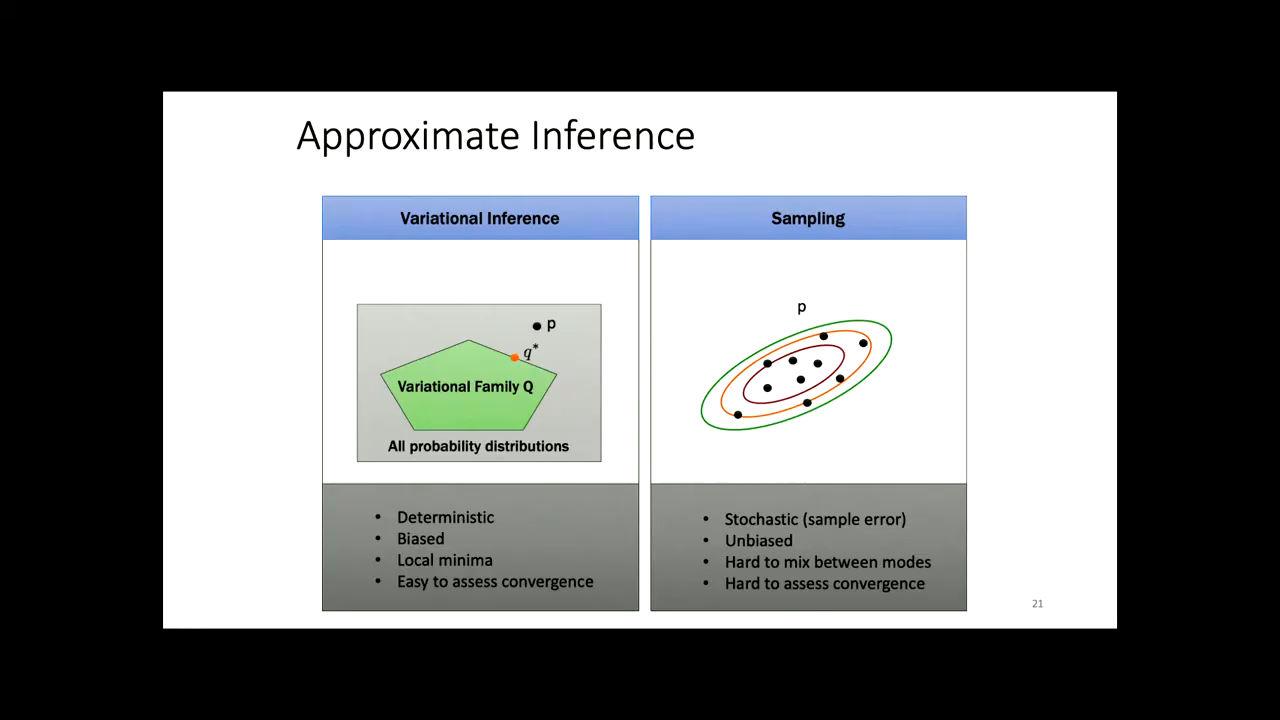 Approximate Inference
Variational Inference
p
q*
Variational Family Q
All probability distributions
• Deterministic
• Biased
• Local minima
• Easy to assess convergence
Sampling
p
• Stochastic (sample error)
• Unbiased
• Hard to mix between modes
• Hard to assess convergence
21